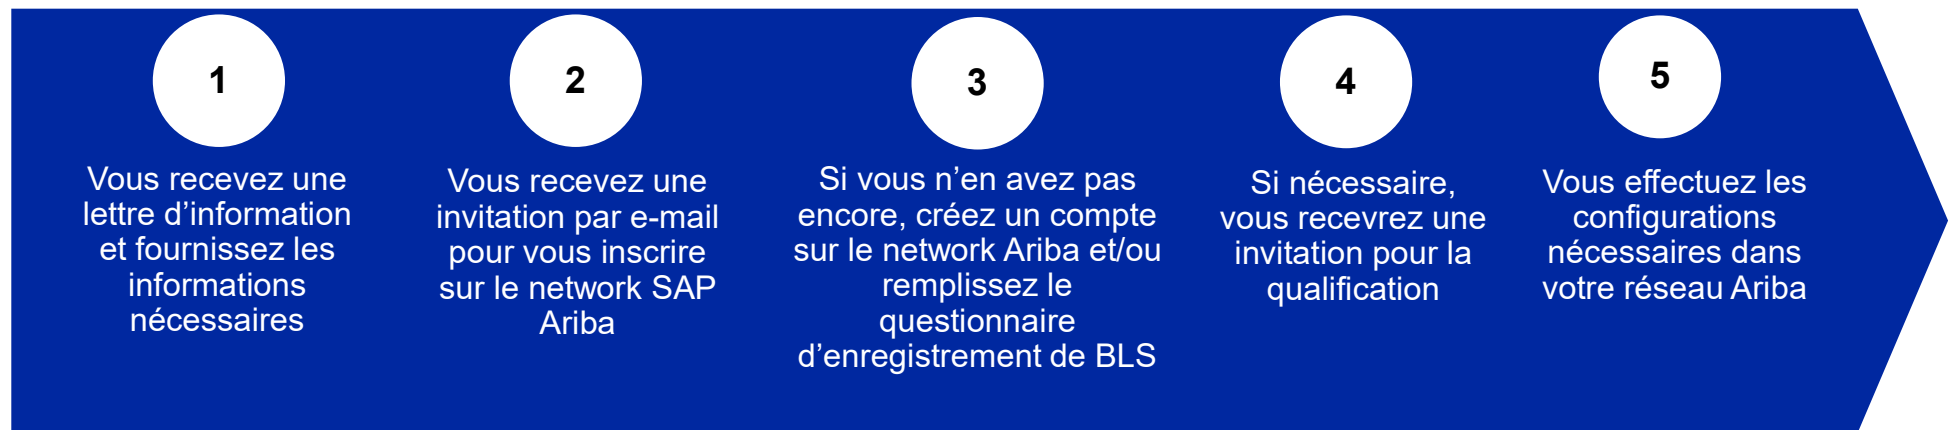 1
Vous recevez une
lettre d’information
et fournissez les
informations
nécessaires
2
Vous recevez une
invitation par e-mail
pour vous inscrire
sur le network SAP
Ariba
3
Si vous n’en avez pas
encore, créez un compte
sur le network Ariba et/ou
remplissez le
questionnaire
d’enregistrement de BLS
4
Si nécessaire,
vous recevrez une
invitation pour la
qualification
5
Vous effectuez les
configurations
nécessaires dans
votre réseau Ariba